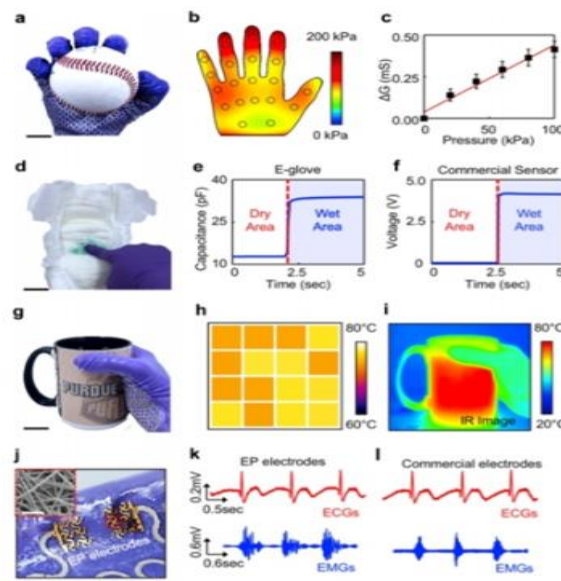 a
b
200 kPa
0 kPa
c
ΔG (mS)
0.50
0.25
0.00
0
50
100
Pressure (kPa)
d
e
E-glove
Capacitance (pF)
40
25
10
Dry
Area
Wet
Area
0
2.5
5
Time (sec)
f
Commercial Sensor
Voltage (V)
5.0
2.5
0
Dry
Area
Wet
Area
0
2.5
5
Time (sec)
g
PURDUE
h
80°C
60°C
i
80°C
20°C
IR Image
j
EP electrodes
k
EP electrodes
0.2mV
0.5sec
ECGs
0.6mV
0.6sec
EMGs
l
Commercial electrodes
ECGs
EMGs